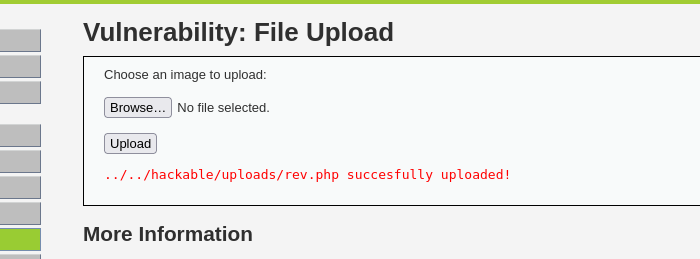 Vulnerability: File Upload
Choose an image to upload:
Browse… No file selected.
Upload
../../hackable/uploads/rev.php succesfully uploaded!
More Information